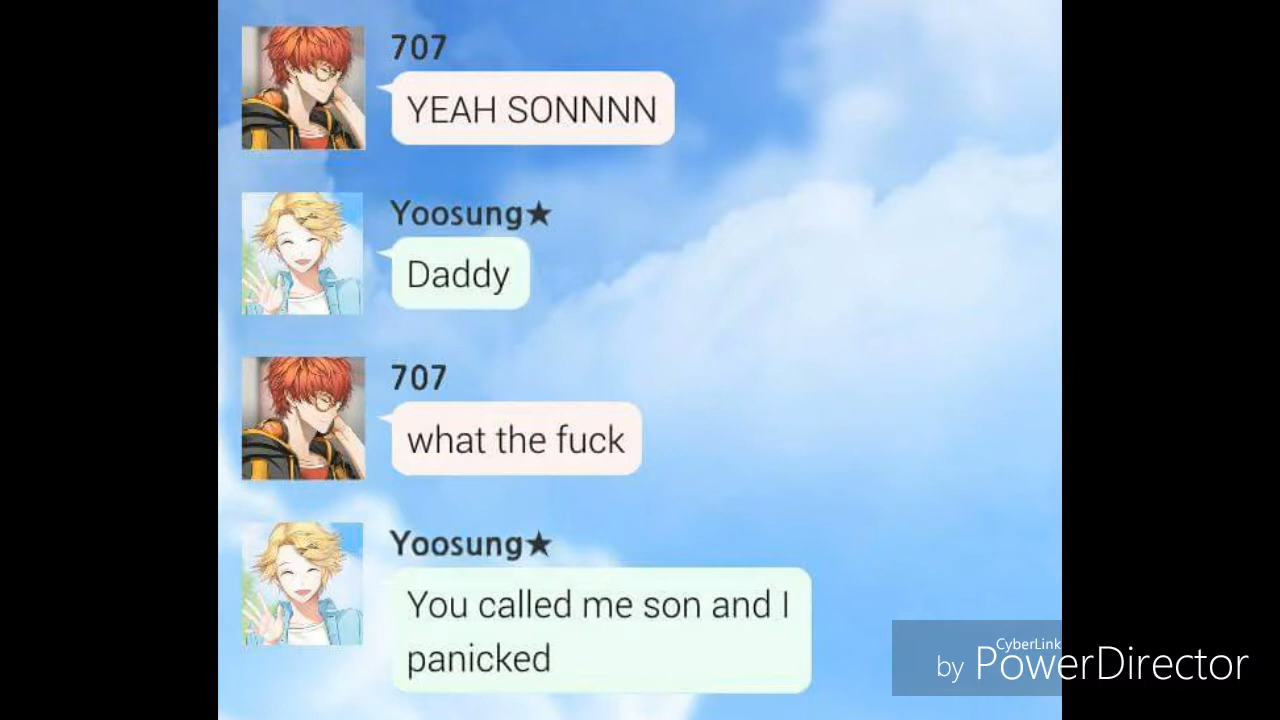 707
YEAH SONNNN
Yoosung★
Daddy
707
what the fuck
Yoosung★
You called me son and I
panicked
CyberLink
by PowerDirector